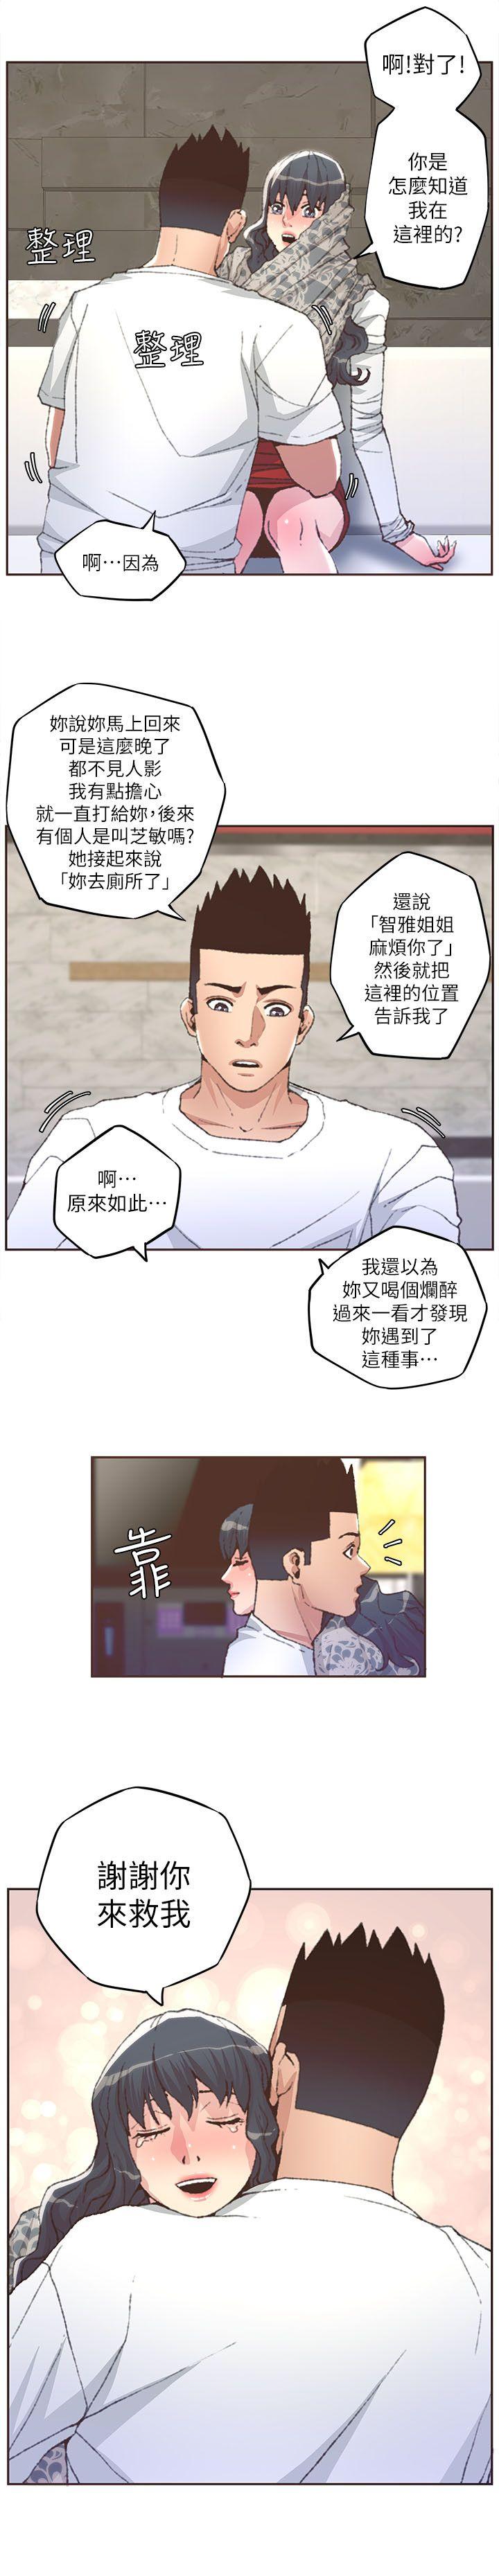 啊！對了！
你是
怎麼知道
我在
這裡的？
整理
整理
啊…因為
妳說妳馬上回來
可是這麼晚了
都不見人影
我有點擔心
就一直打給妳，後來
有個人是叫芝敏嗎？
她接起來說
「妳去廁所了」
還說
「智雅姐姐
麻煩你了」
然後就把
這裡的位置
告訴我了
啊…
原來如此…
我還以為
妳又喝個爛醉
過來一看才發現
妳遇到了
這種事…
靠
謝謝你
來救我